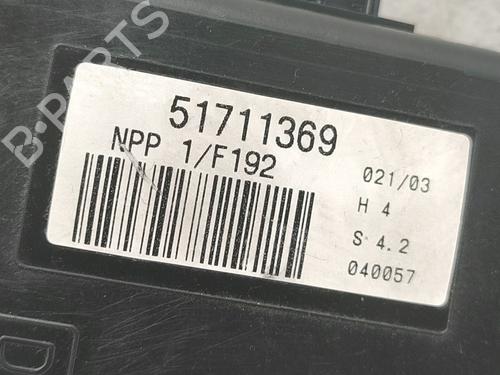 B-PARTS
51711369
NPP 1/F192
021/03
H 4
S 4.2
040057